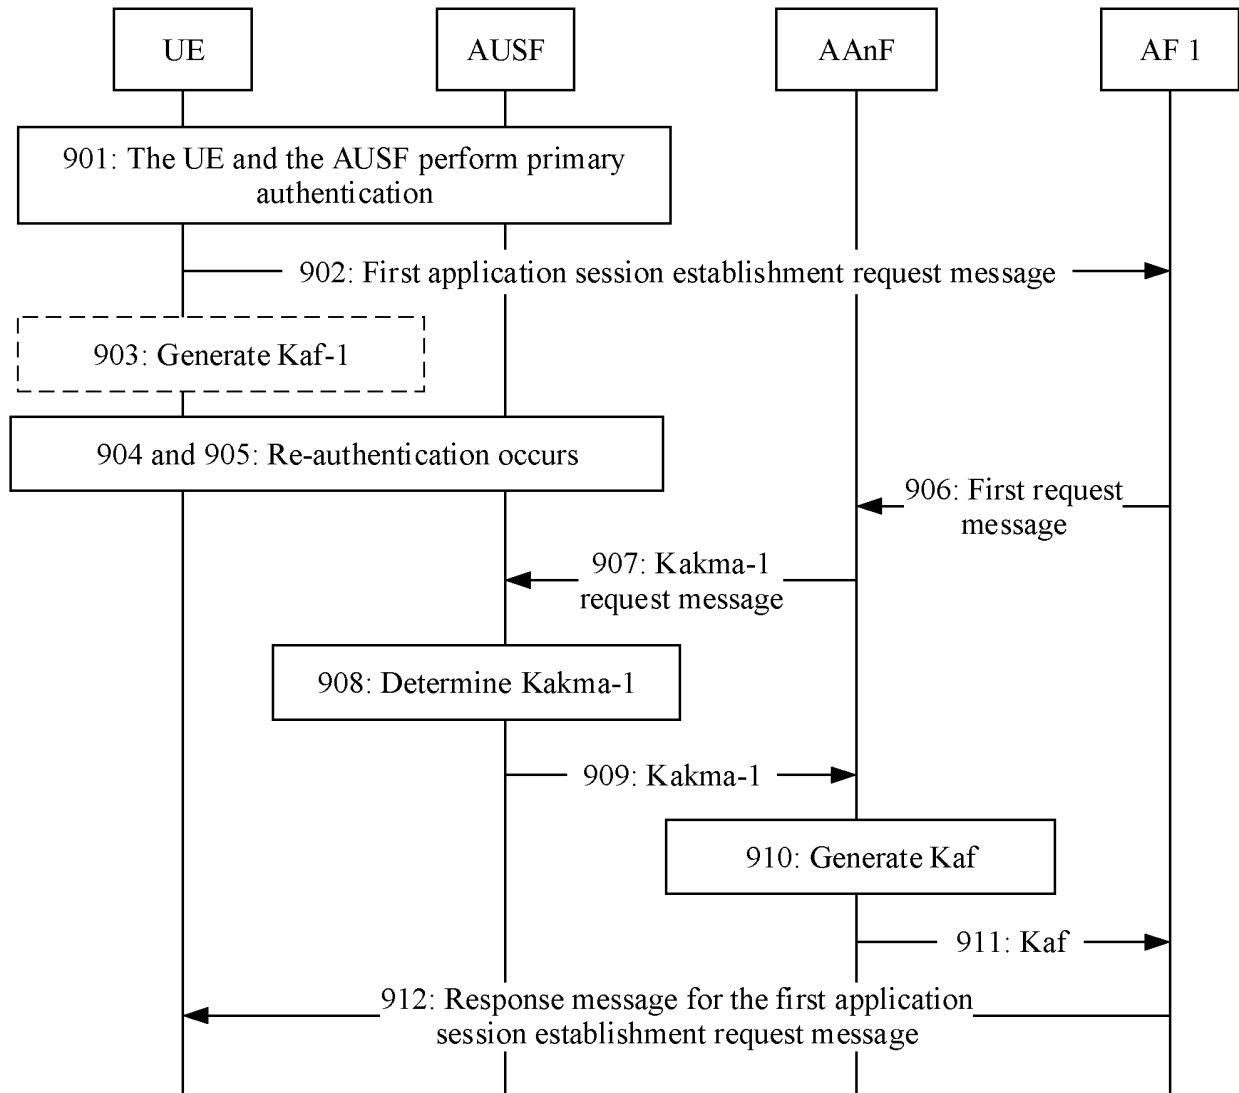 UE
AUSF
AAnF
AF 1
901: The UE and the AUSF perform primary
authentication
902: First application session establishment request message
903: Generate Kaf-1
904 and 905: Re-authentication occurs
906: First request
message
907: Kakma-1
request message
908: Determine Kakma-1
909: Kakma-1
910: Generate Kaf
911: Kaf
912: Response message for the first application
session establishment request message